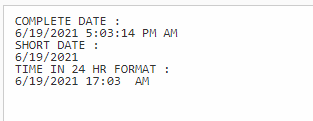 COMPLETE DATE :
6/19/2021 5:03:14 PM AM
SHORT DATE :
6/19/2021
TIME IN 24 HR FORMAT :
6/19/2021 17:03  AM